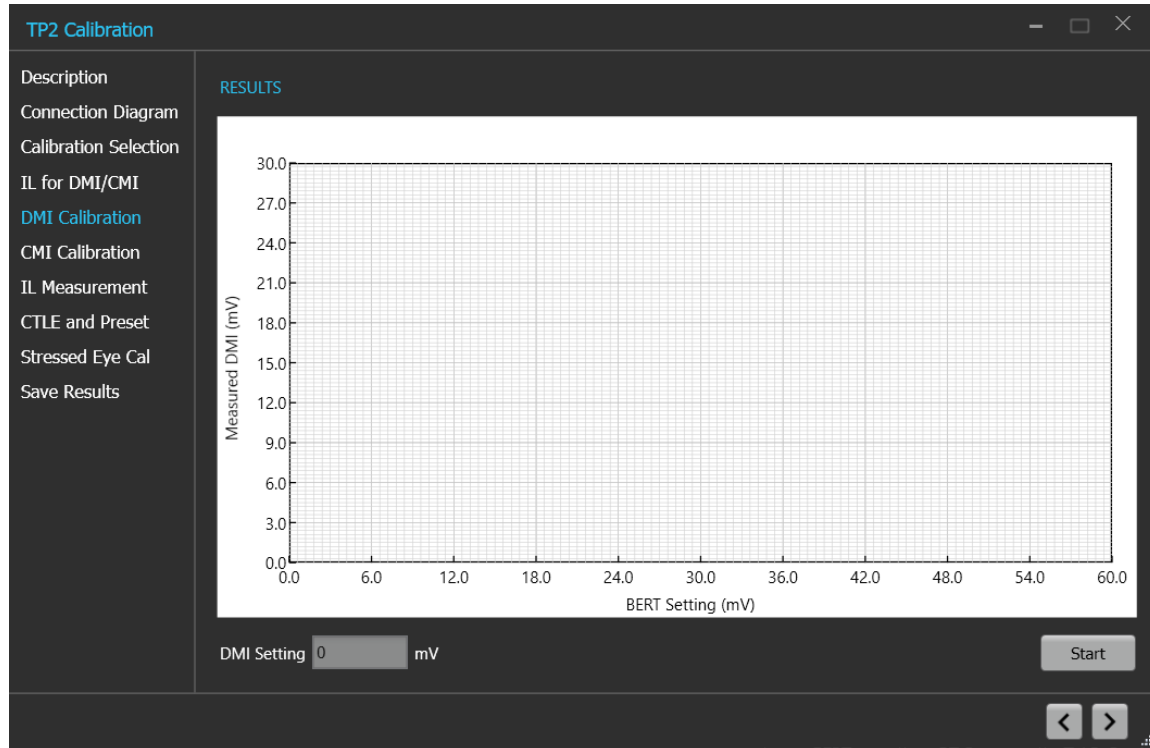 TP2 Calibration
Description
Connection Diagram
Calibration Selection
IL for DMI/CMI
DMI Calibration
CMI Calibration
IL Measurement
CTLE and Preset
Stressed Eye Cal
Save Results
RESULTS
Measured DMI (mV)
30.0
27.0
24.0
21.0
18.0
15.0
12.0
9.0
6.0
3.0
0.0
0.0 6.0 12.0 18.0 24.0 30.0 36.0 42.0 48.0 54.0 60.0
BERT Setting (mV)
DMI Setting 0 mV
Start